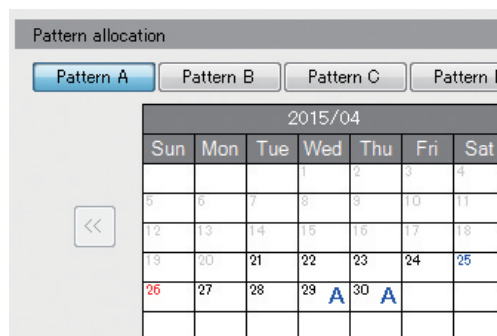 Pattern allocation
Pattern A Pattern B Pattern C Pattern
2015/04
Sun Mon Tue Wed Thu Fri Sat
1 2 3 4
5 6 7 8 9 10 11
<<
12 13 14 15 16 17 18
19 20 21 22 23 24 25
26 27 28 29 A 30 A